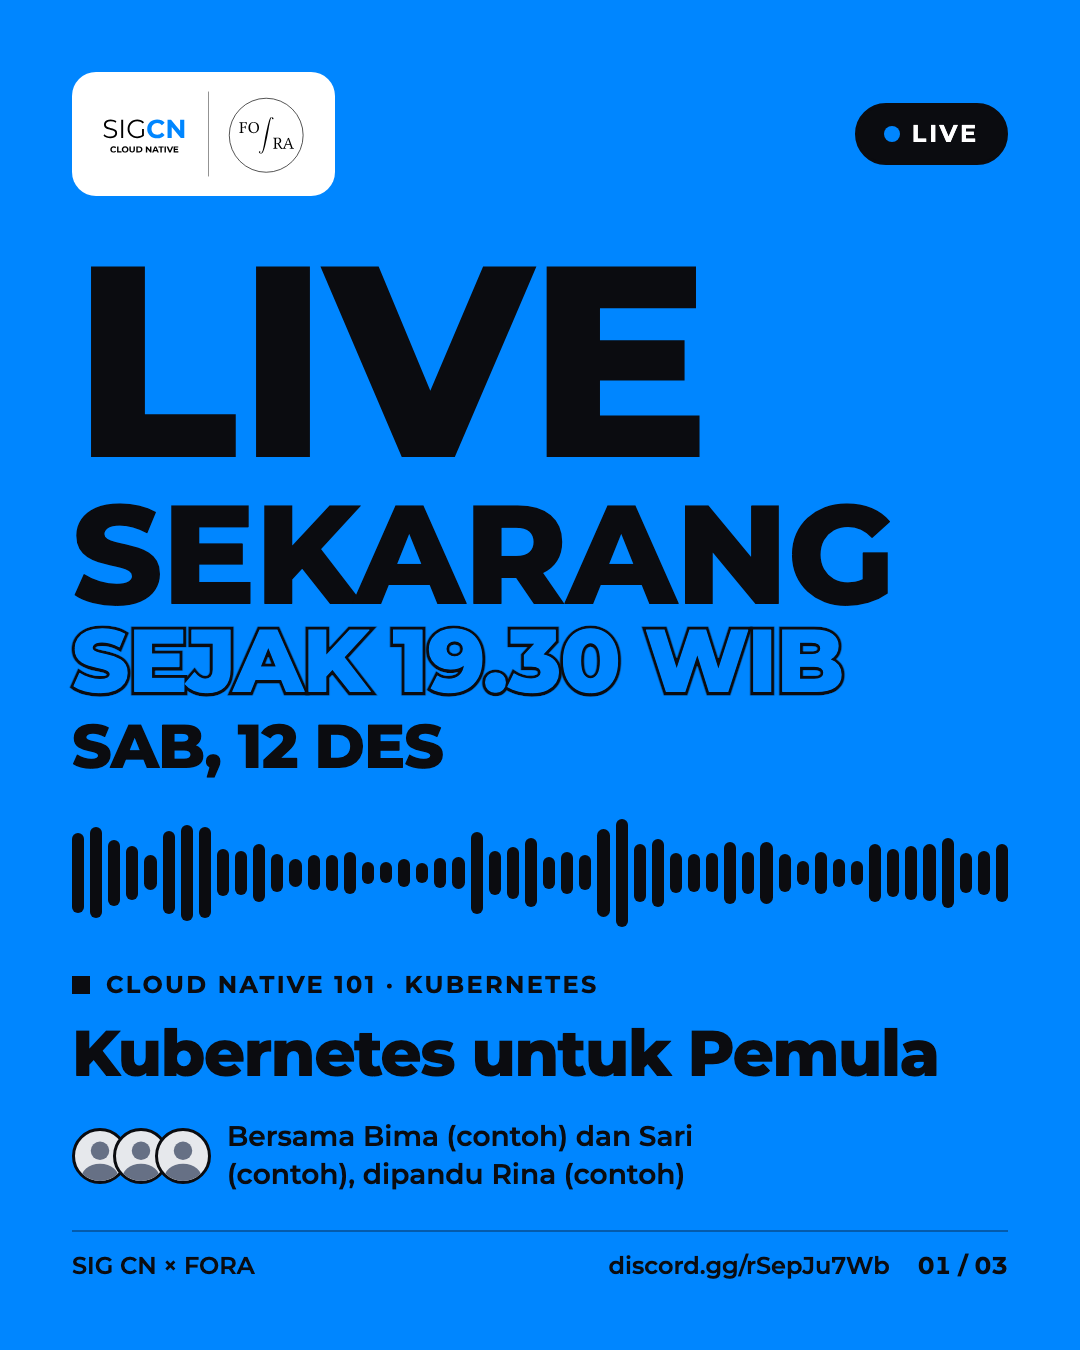 SIGCN
CLOUD NATIVE
FO
RA
LIVE
LIVE
SEKARANG
SEJAK 19.30 WIB
SAB, 12 DES
CLOUD NATIVE 101 · KUBERNETES
Kubernetes untuk Pemula
Bersama Bima (contoh) dan Sari
(contoh), dipandu Rina (contoh)
SIG CN × FORA
discord.gg/rSepJu7Wb 01 / 03